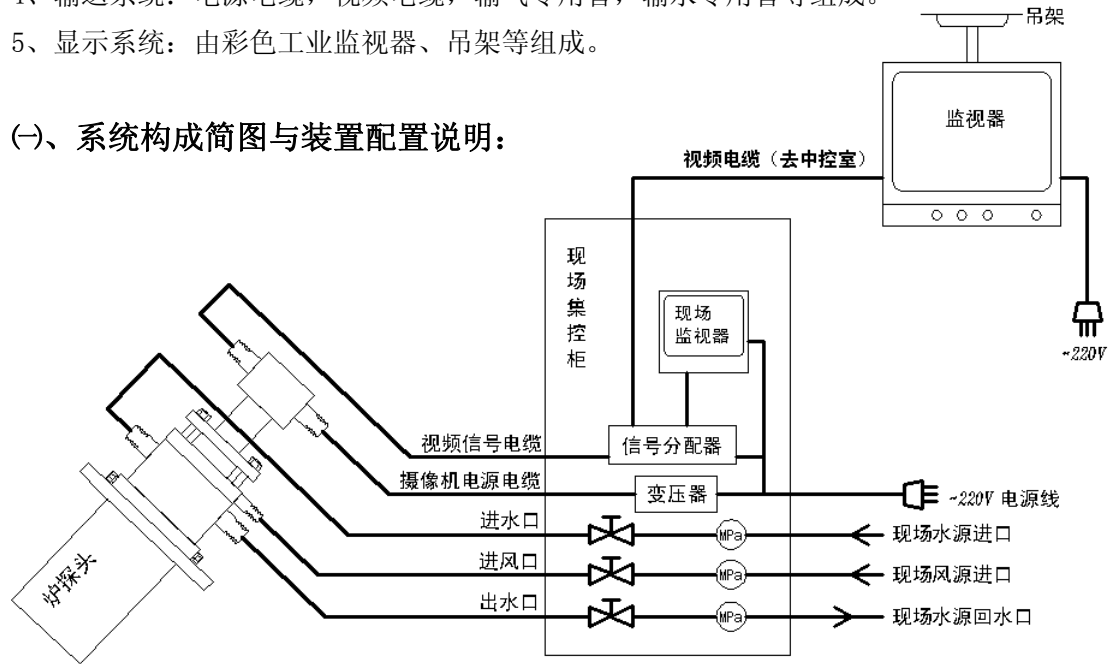 4、输送系统：电源电缆，视频电缆，输气专用管，输水专用管等组成。
5、显示系统：由彩色工业监视器、吊架等组成。
㈠、系统构成简图与装置配置说明：
吊架
监视器
视频电缆（去中控室）
~220V
现场集控柜
现场
监视器
视频信号电缆
信号分配器
摄像机电源电缆
变压器
~220V 电源线
进水口
MPa
现场水源进口
进风口
MPa
现场风源进口
出水口
MPa
现场水源回水口
炉探头